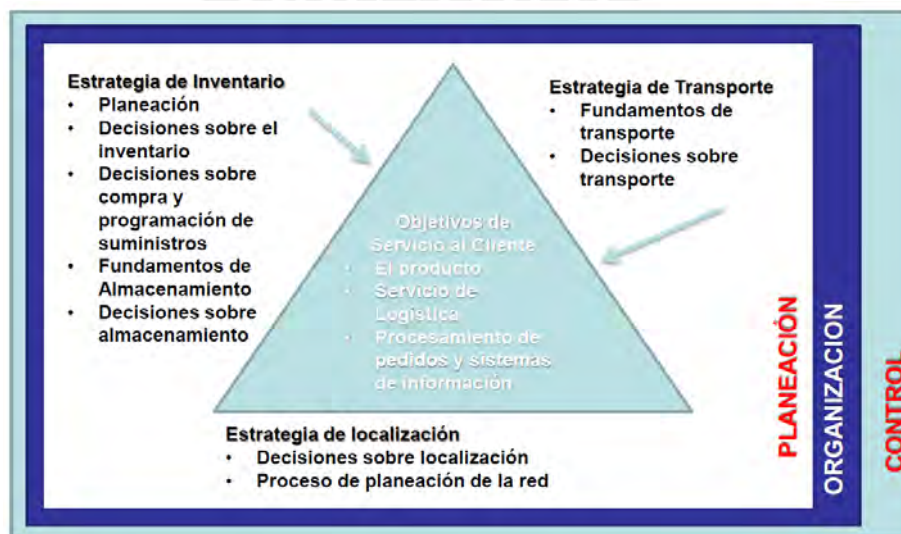 Estrategia de Inventario
• Planeación
• Decisiones sobre el
inventario
• Decisiones sobre
compra y
programación de
suministros
• Fundamentos de
Almacenamiento
• Decisiones sobre
almacenamiento
Estrategia de Transporte
• Fundamentos de
transporte
• Decisiones sobre
transporte
Objetivos de
Servicio al Cliente
• El producto
• Servicio de
Logística
• Procesamiento de
pedidos y sistemas
de información
Estrategia de localización
• Decisiones sobre localización
• Proceso de planeación de la red
PLANEACIÓN
ORGANIZACION
CONTROL